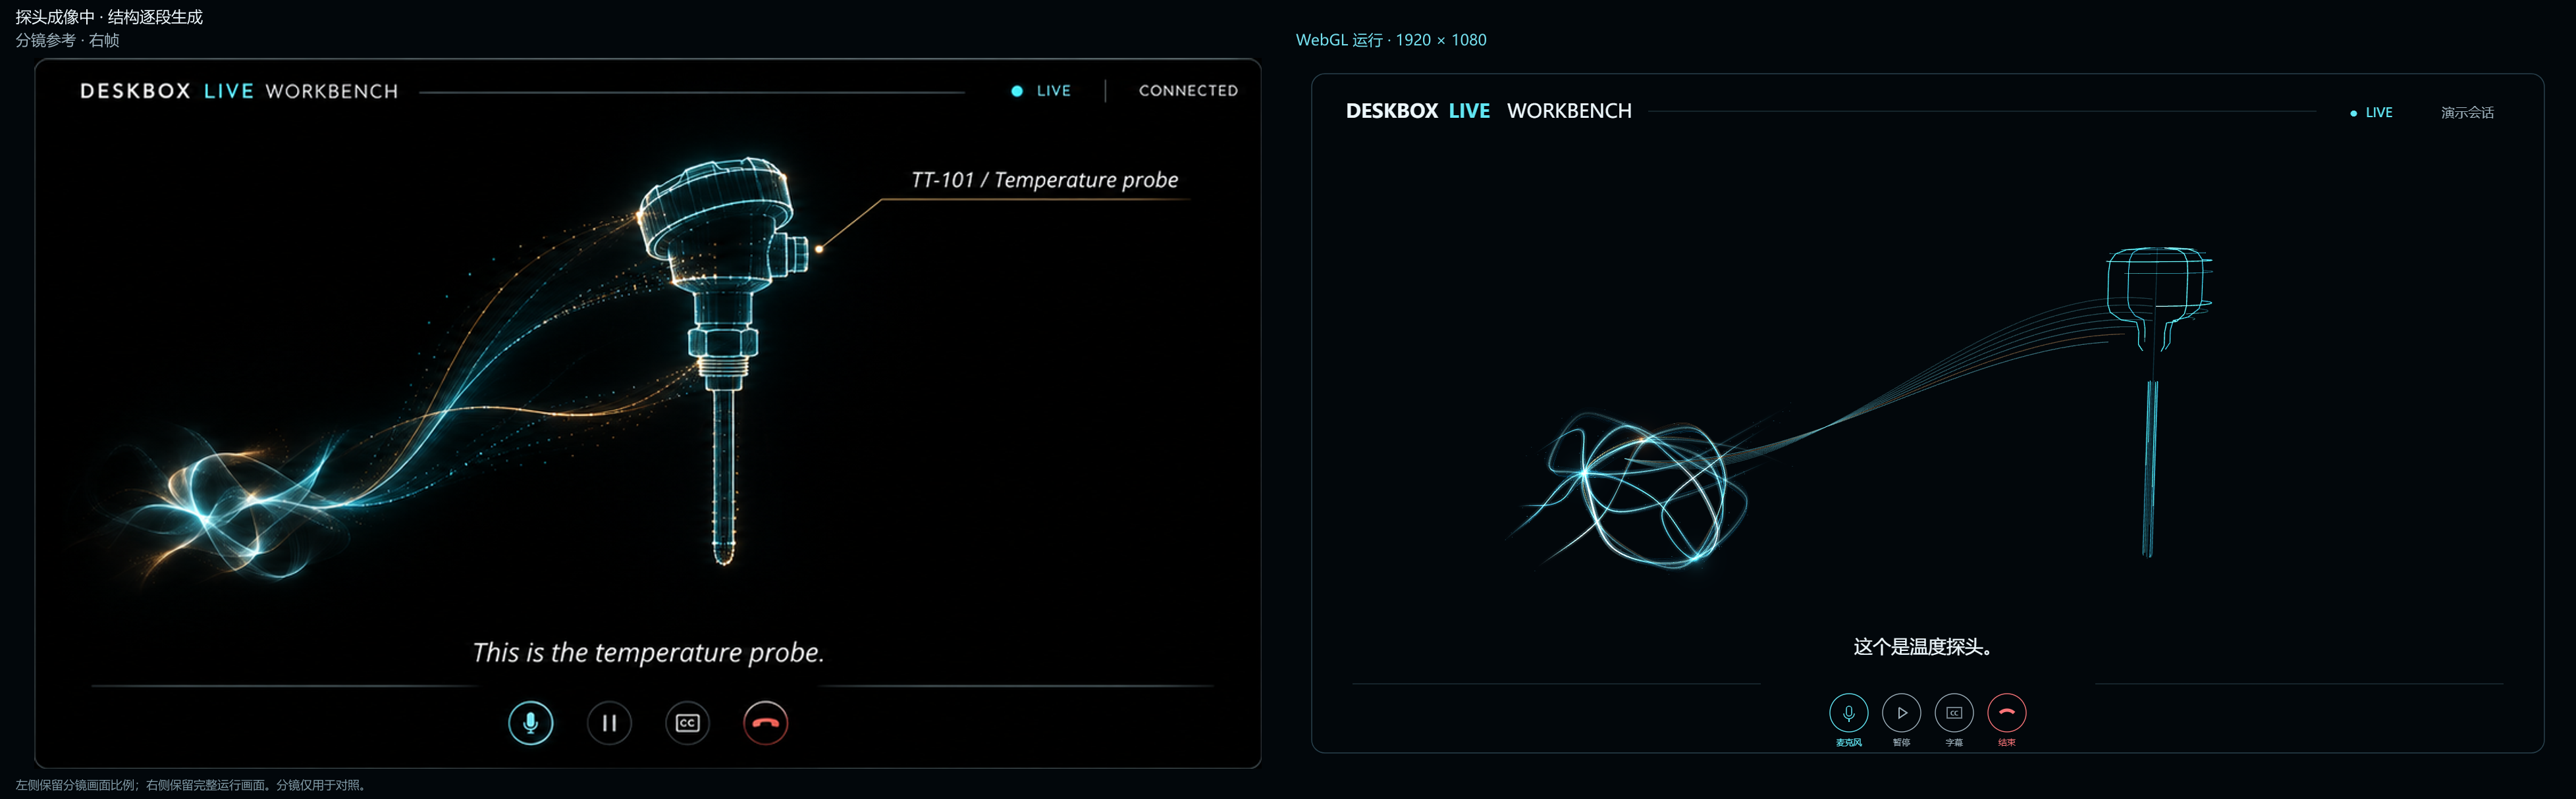 探头成像中 · 结构逐段生成
分镜参考 · 右帧
DESKBOX LIVE WORKBENCH
LIVE
CONNECTED
TT-101 / Temperature probe
This is the temperature probe.
CC
左侧保留分镜画面比例；右侧保留完整运行画面。分镜仅用于对照。
WebGL 运行 · 1920 × 1080
DESKBOX LIVE WORKBENCH
LIVE
演示会话
这个是温度探头。
CC
麦克风
暂停
字幕
结束